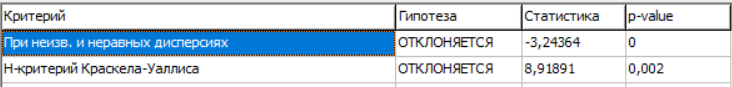 Критерий Гипотеза Статистика p-value
При неизв. и неравных дисперсиях ОТКЛОНЯЕТСЯ -3,24364 0
Н-критерий Краскела-Уаллиса ОТКЛОНЯЕТСЯ 8,91891 0,002